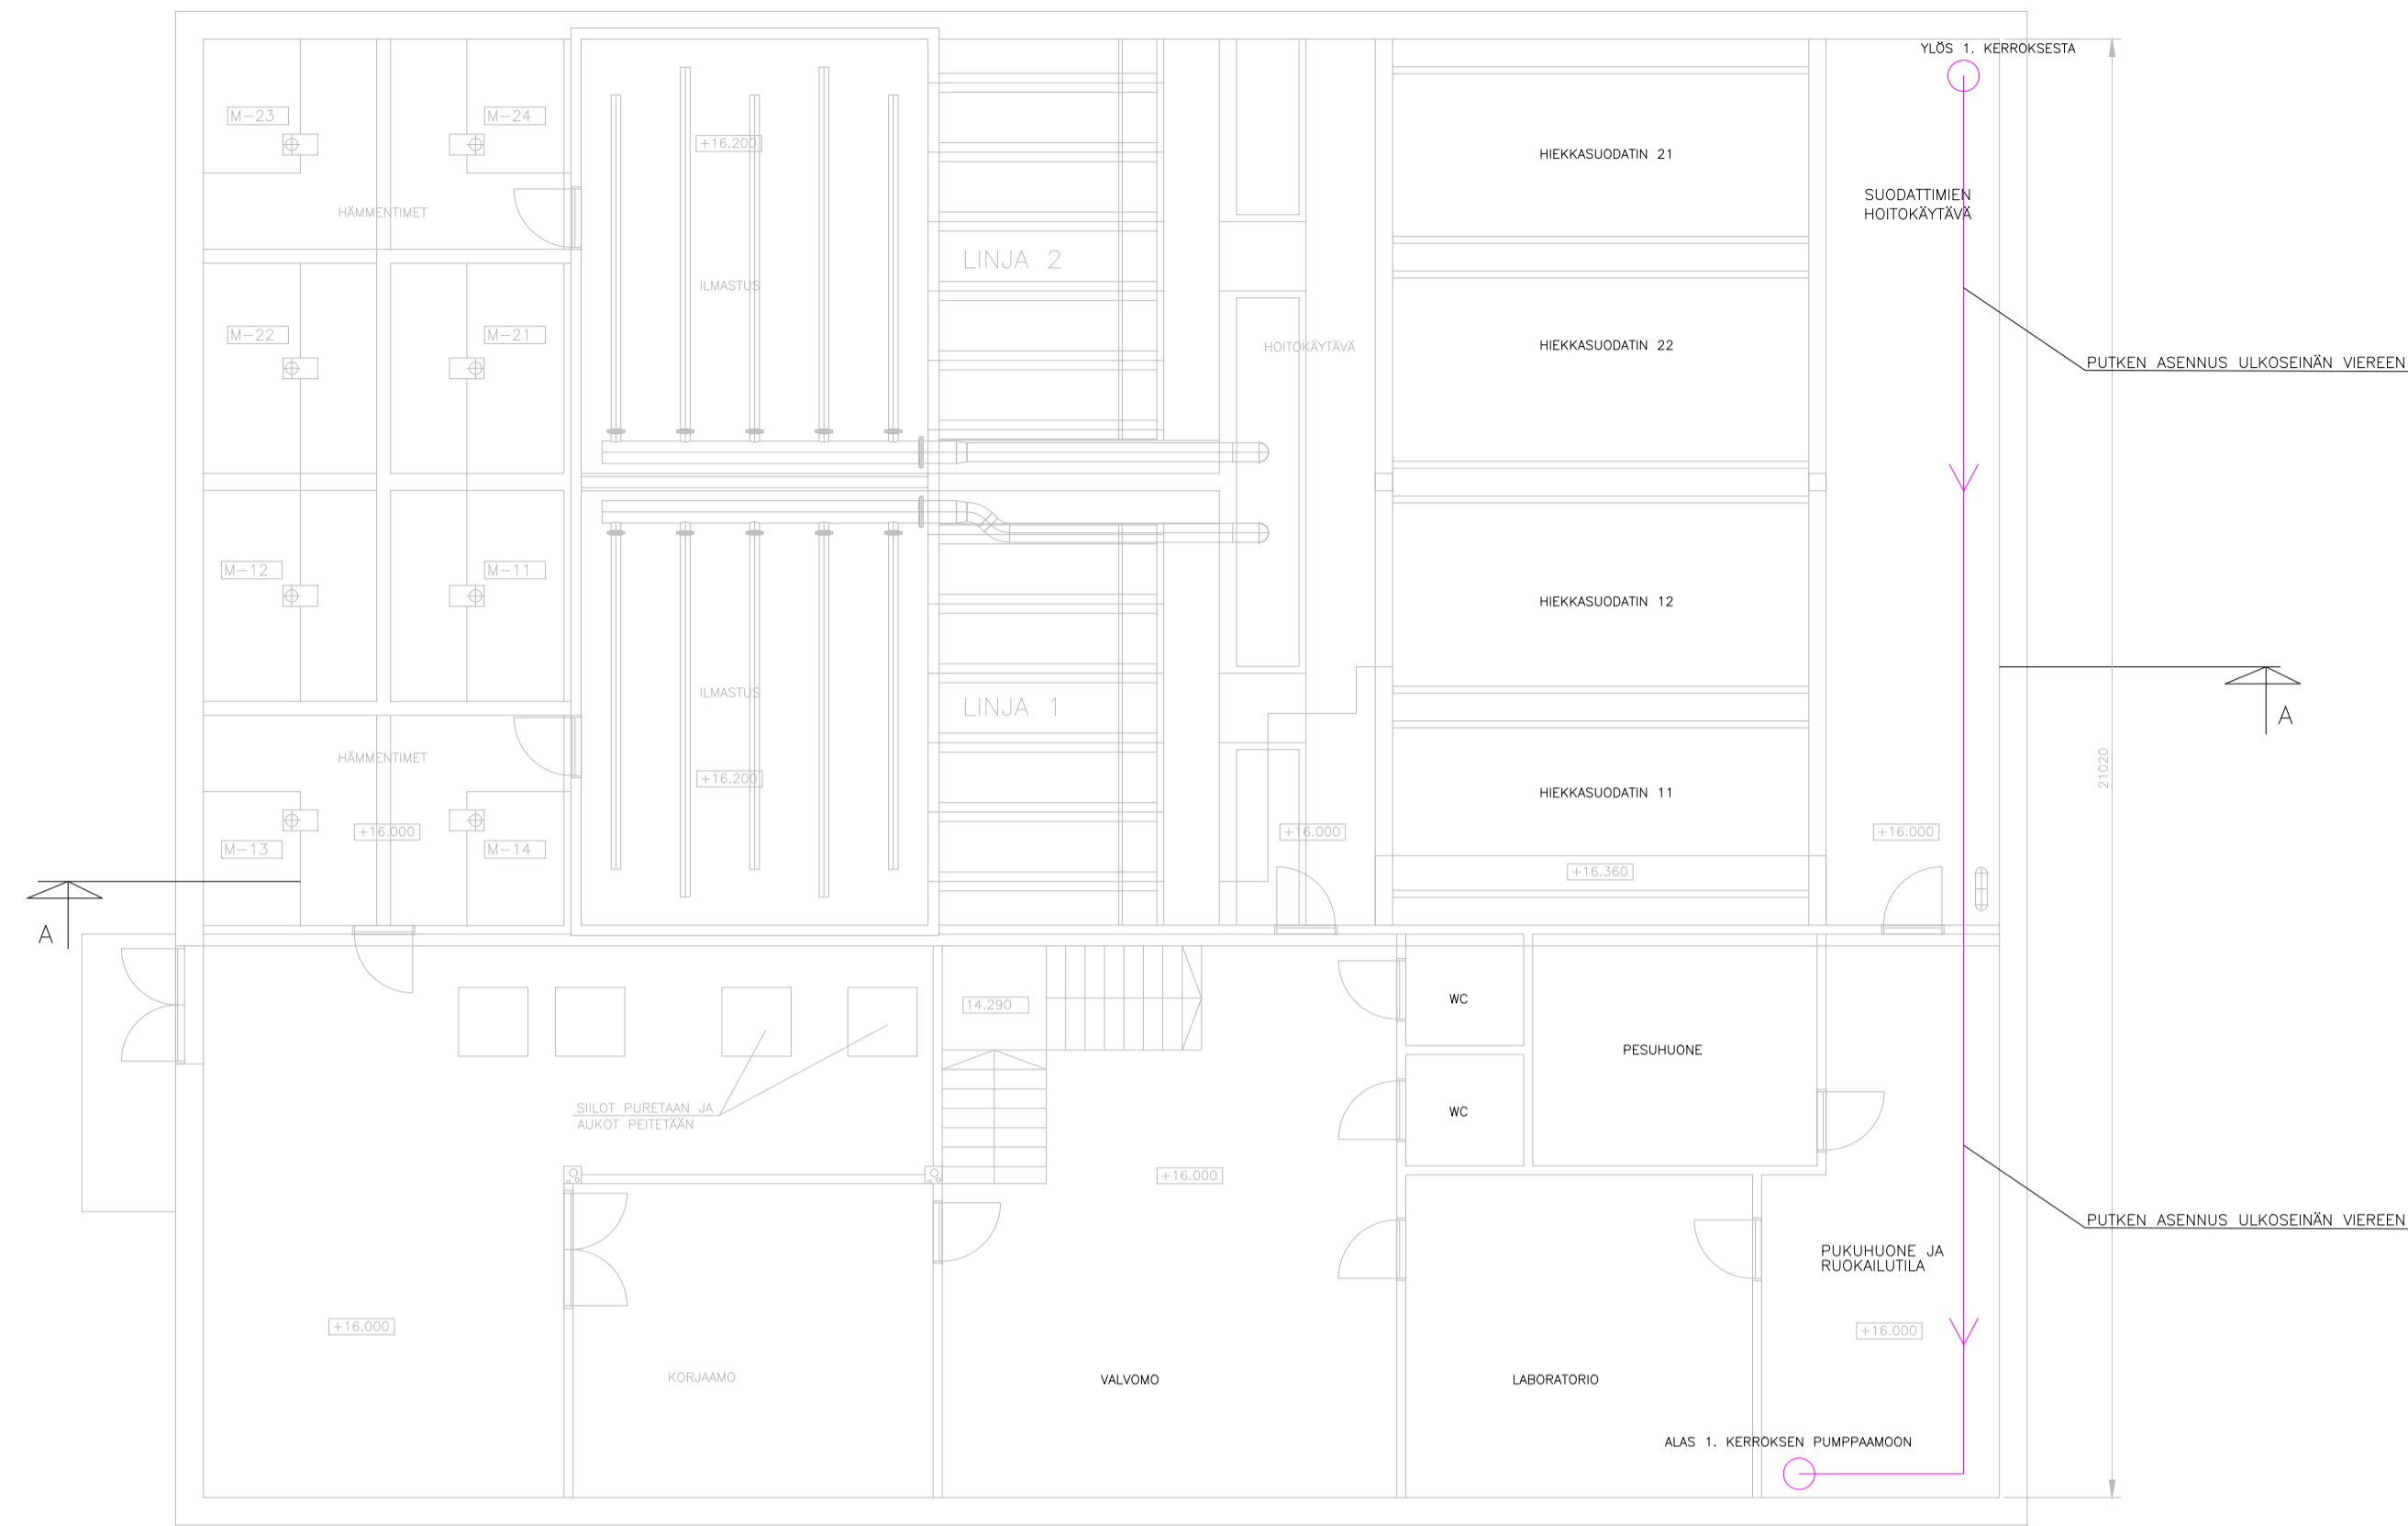 YLÖS 1. KERROKSESTA
M-23
M-24
+16.200
HIEKKASUODATIN 21
SUODATTIMIEN
HOITOKÄYTÄVÄ
HÄMMENTIMET
LINJA 2
ILMASTUS
M-22
M-21
HOITOKÄYTÄVÄ
HIEKKASUODATIN 22
PUTKEN ASENNUS ULKOSEINÄN VIEREEN
M-12
M-11
HIEKKASUODATIN 12
ILMASTUS
LINJA 1
A
HÄMMENTIMET
+16.200
21020
HIEKKASUODATIN 11
M-13
+16.000
M-14
+16.000
+16.000
+16.360
A
14.290
WC
PESUHUONE
SIILOT PURETAAN JA
AUKOT PEITETÄÄN
WC
+16.000
PUTKEN ASENNUS ULKOSEINÄN VIEREEN
PUKUHUONE JA
RUOKAILUTILA
+16.000
+16.000
KORJAAMO
VALVOMO
LABORATORIO
ALAS 1. KERROKSEN PUMPPAAMOON